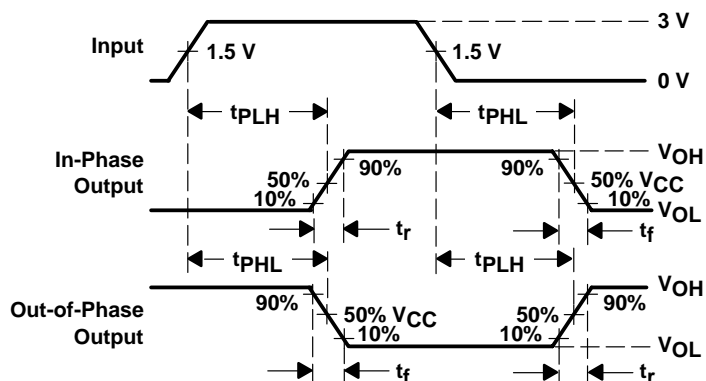 3 V
Input
1.5 V
1.5 V
0 V
tPLH
tPHL
In-Phase
Output
VOH
90%
90%
50%
50% VCC
10%
10%
VOL
tr
tf
tPHL
tPLH
Out-of-Phase
Output
VOH
90%
90%
50% VCC
50%
10%
10%
VOL
tf
tr